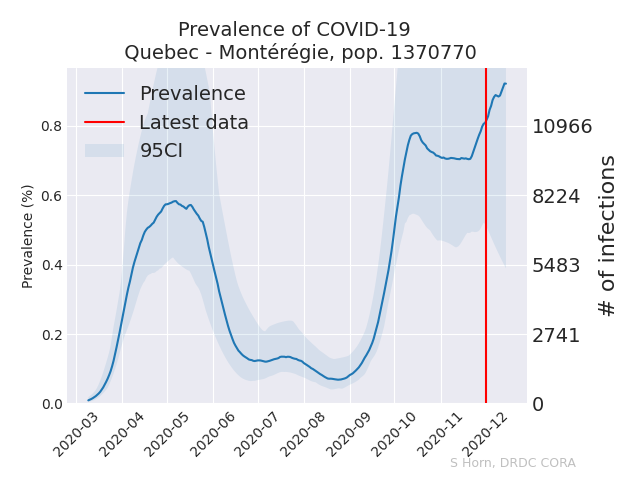 Prevalence of COVID-19
Quebec - Montérégie, pop. 1370770
Prevalence
Latest data
95CI
Prevalence (%)
0.8
0.6
0.4
0.2
0.0
10966
8224
5483
2741
0
# of infections
2020-03
2020-04
2020-05
2020-06
2020-07
2020-08
2020-09
2020-10
2020-11
2020-12
S Horn, DRDC CORA